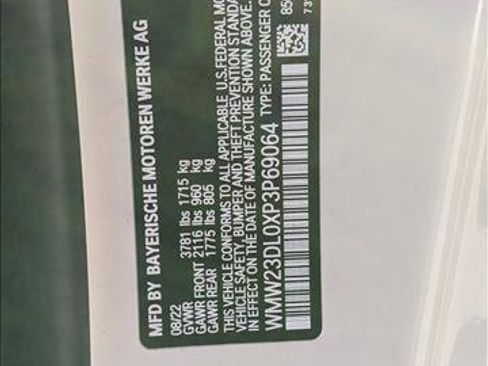 MFD BY BAYERISCHE MOTOREN WERKE AG
08/22
GVWR 3781 lbs 1715 kg
GAWR FRONT 2116 lbs 960 kg
GAWR REAR 1775 lbs 805 kg
THIS VEHICLE CONFORMS TO ALL APPLICABLE U.S.FEDERAL MO
SAFETY, BUMPER AND THEFT PREVENTION STANDA
IN EFFECT ON THE DATE OF MANUFACTURE SHOWN ABOVE.
WMW23DL0XP3P69064 TYPE: PASSENGER C
85
73